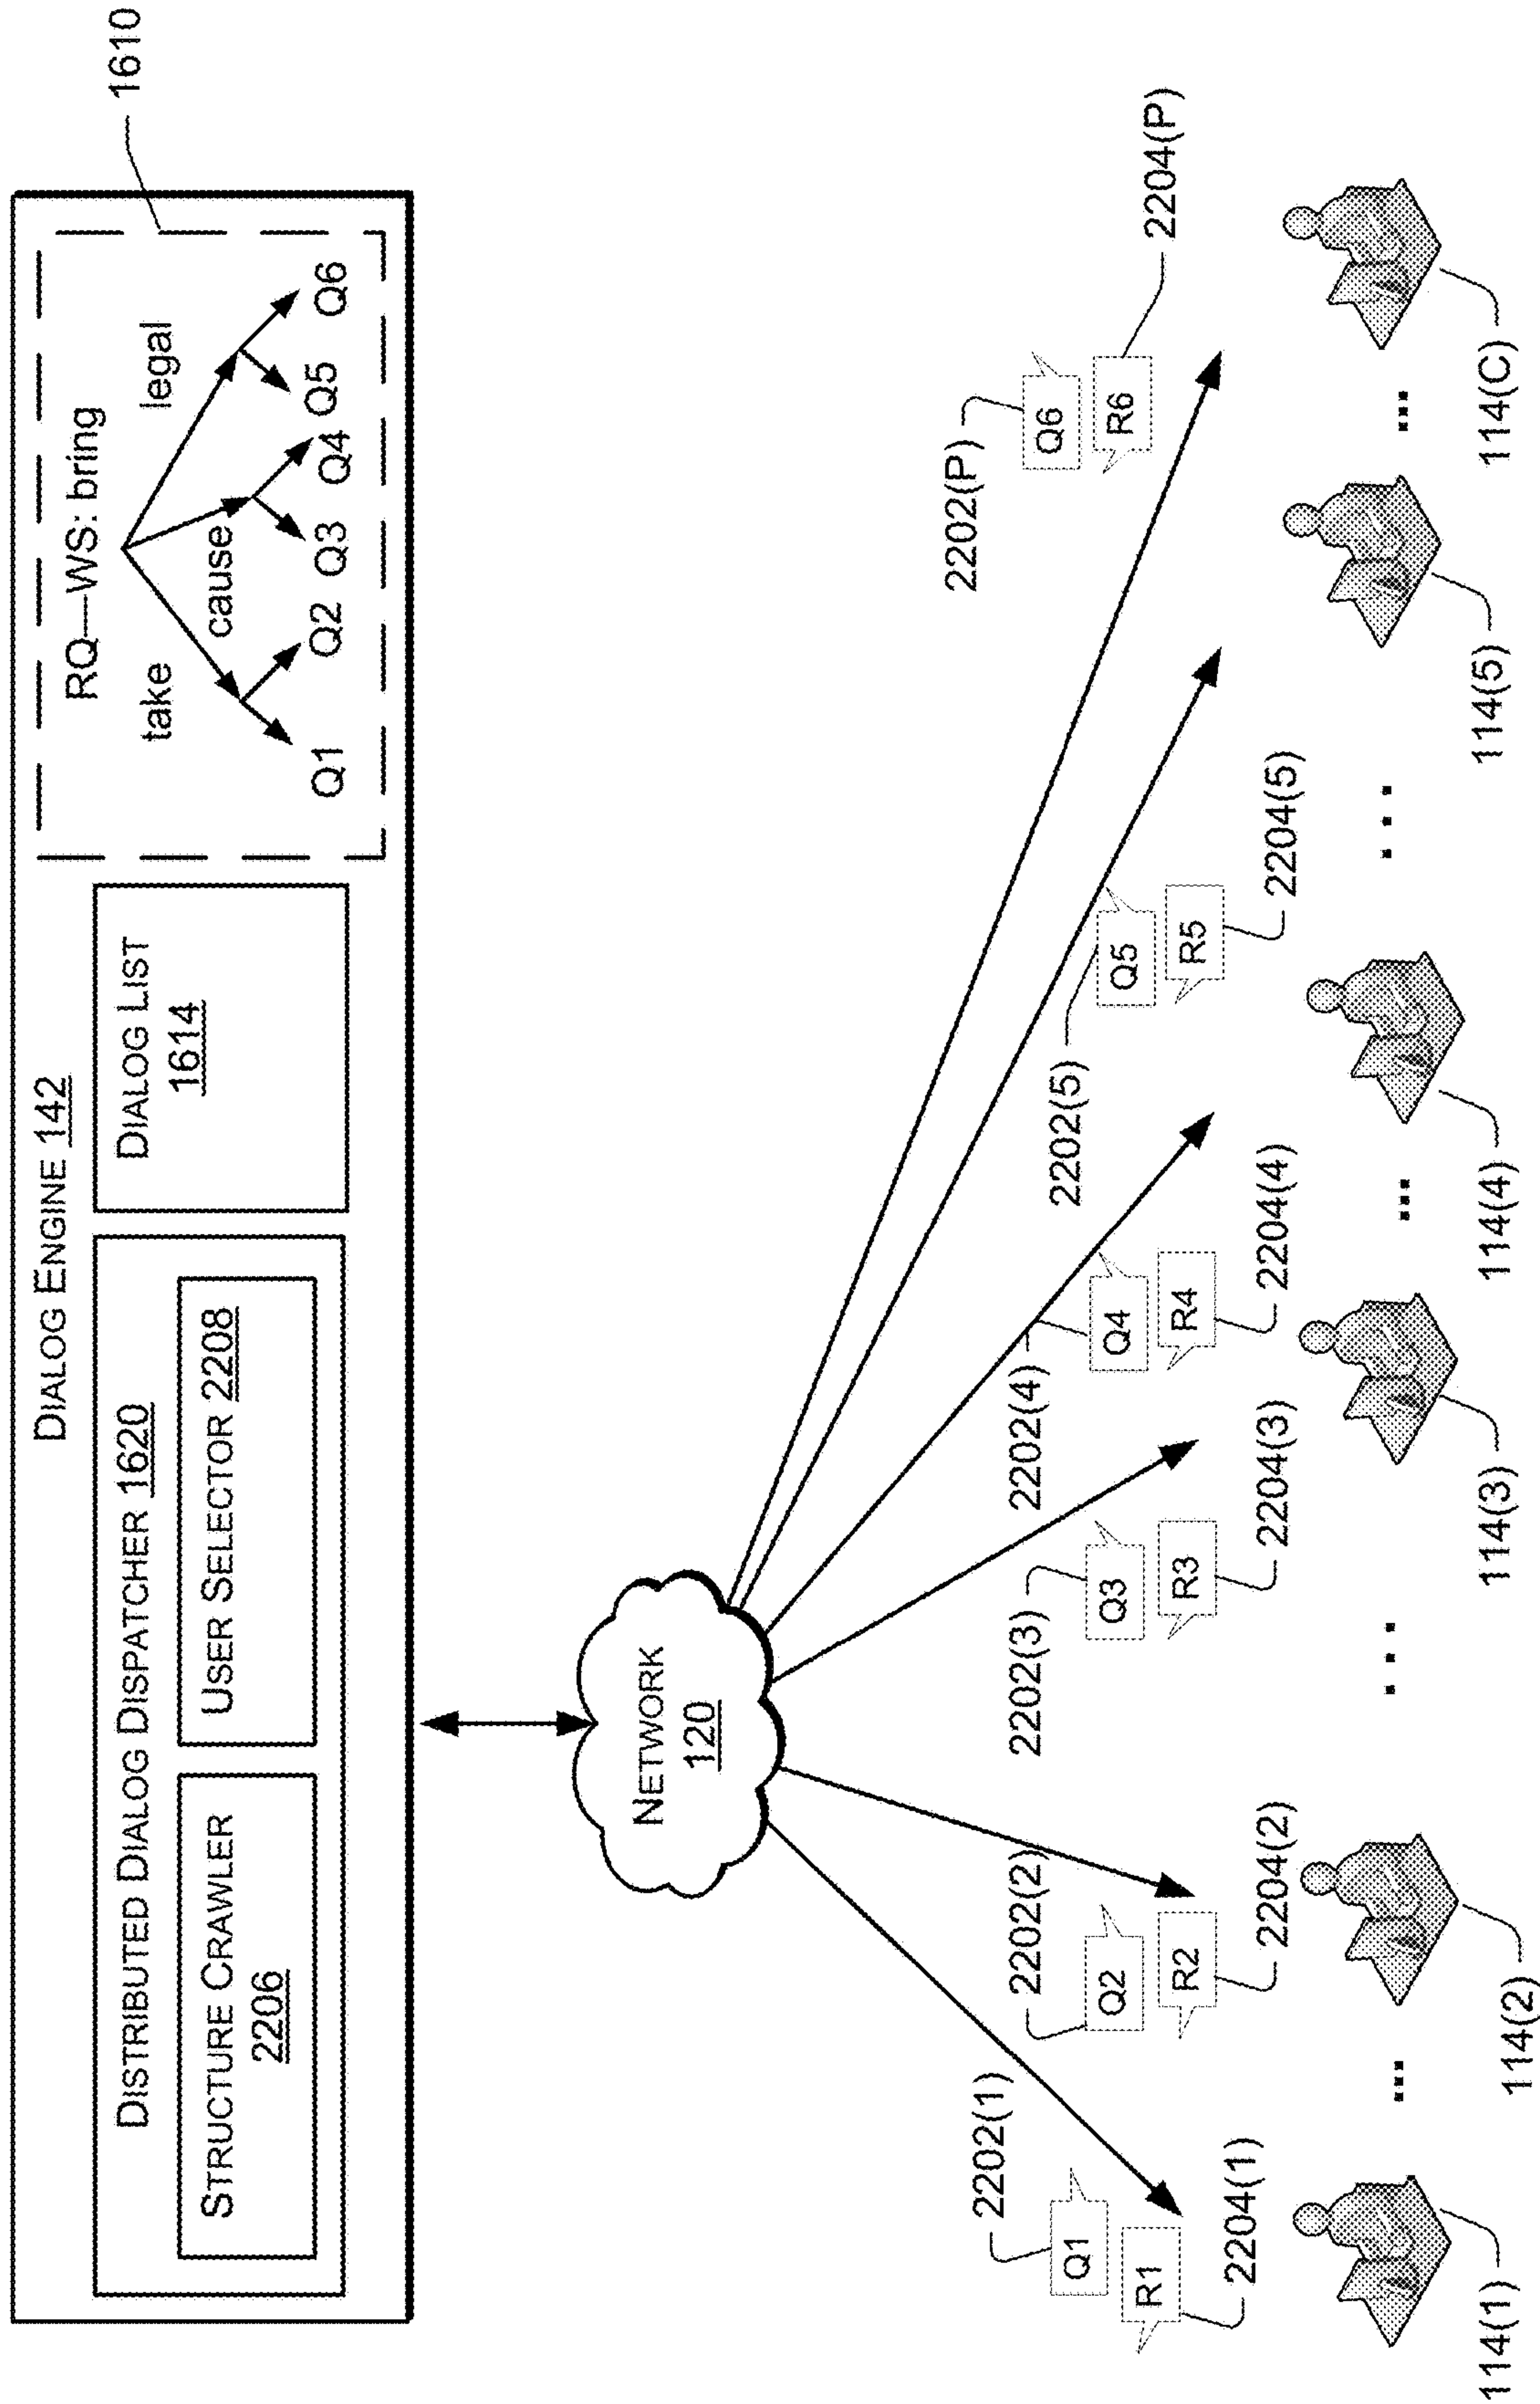 DIALOG ENGINE 142
DISTRIBUTED DIALOG DISPATCHER 1620
STRUCTURE CRAWLER
2206
USER SELECTOR 2208
DIALOG LIST
1614
RQ—WS: bring
take
cause
legal
Q1
Q2
Q3
Q4
Q5
Q6
1610
NETWORK
120
2202(1)
Q1
R1
2204(1)
2202(2)
Q2
R2
2204(2)
2202(3)
Q3
R3
2204(3)
2202(4)
Q4
R4
2204(4)
2202(5)
Q5
R5
2204(5)
2202(P)
Q6
R6
2204(P)
...
...
...
...
...
114(1)
114(2)
114(3)
114(4)
114(5)
114(C)